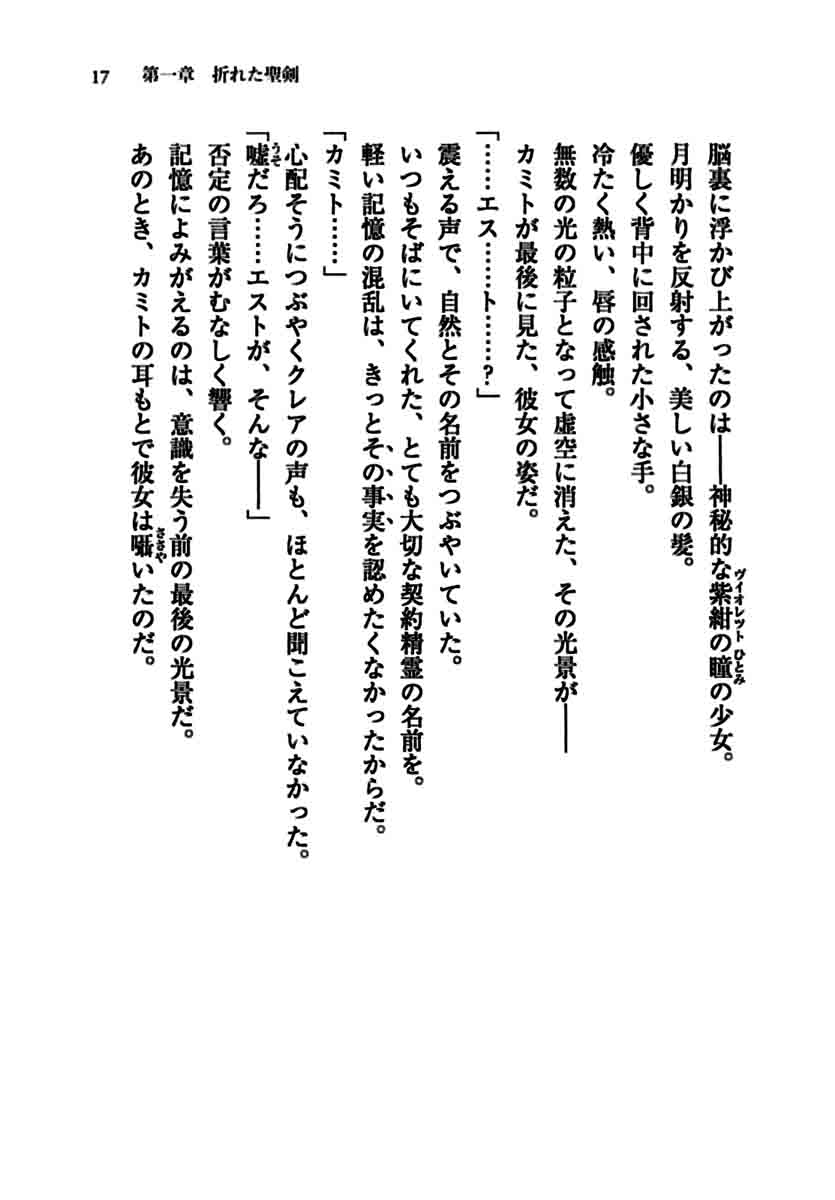 17 第一章 折れた聖剣
脳裏に浮かび上がったのは――神秘的な紫紺の瞳の少女。
月明かりを反射する、美しい白銀の髪。
優しく背中に回された小さな手。
冷たく熱い、唇の感触。
無数の光の粒子となって虚空に消えた、その光景が――
カミトが最後に見た、彼女の姿だ。
「……エス……ト……？」
震える声で、自然とその名前をつぶやいていた。
いつもそばにいてくれた、とても大切な契約精霊の名前を。
軽い記憶の混乱は、きっとその事実を認めたくなかったからだ。
「カミト……」
心配そうにつぶやくクレアの声も、ほとんど聞こえていなかった。
「嘘だろ……エストが、そんな――」
否定の言葉がむなしく響く。
記憶によみがえるのは、意識を失う前の最後の光景だ。
あのとき、カミトの耳もとで彼女は囁いたのだ。
ヴィオレット ひとみ
うそ
ささや